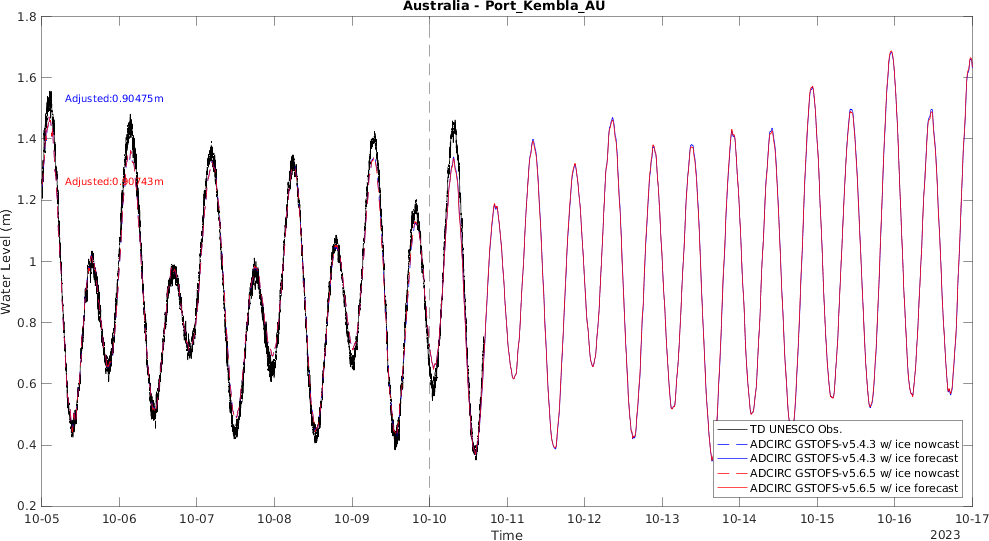 Australia - Port_Kembla_AU
1.8
1.6
1.4
1.2
1
0.8
0.6
0.4
0.2
Water Level (m)
Adjusted:0.90475m
Adjusted:0.90743m
TD UNESCO Obs.
ADCIRC GSTOFS-v5.4.3 w/ ice nowcast
ADCIRC GSTOFS-v5.4.3 w/ ice forecast
ADCIRC GSTOFS-v5.6.5 w/ ice nowcast
ADCIRC GSTOFS-v5.6.5 w/ ice forecast
10-05 10-06 10-07 10-08 10-09 10-10 10-11 10-12 10-13 10-14 10-15 10-16 10-17
Time
2023